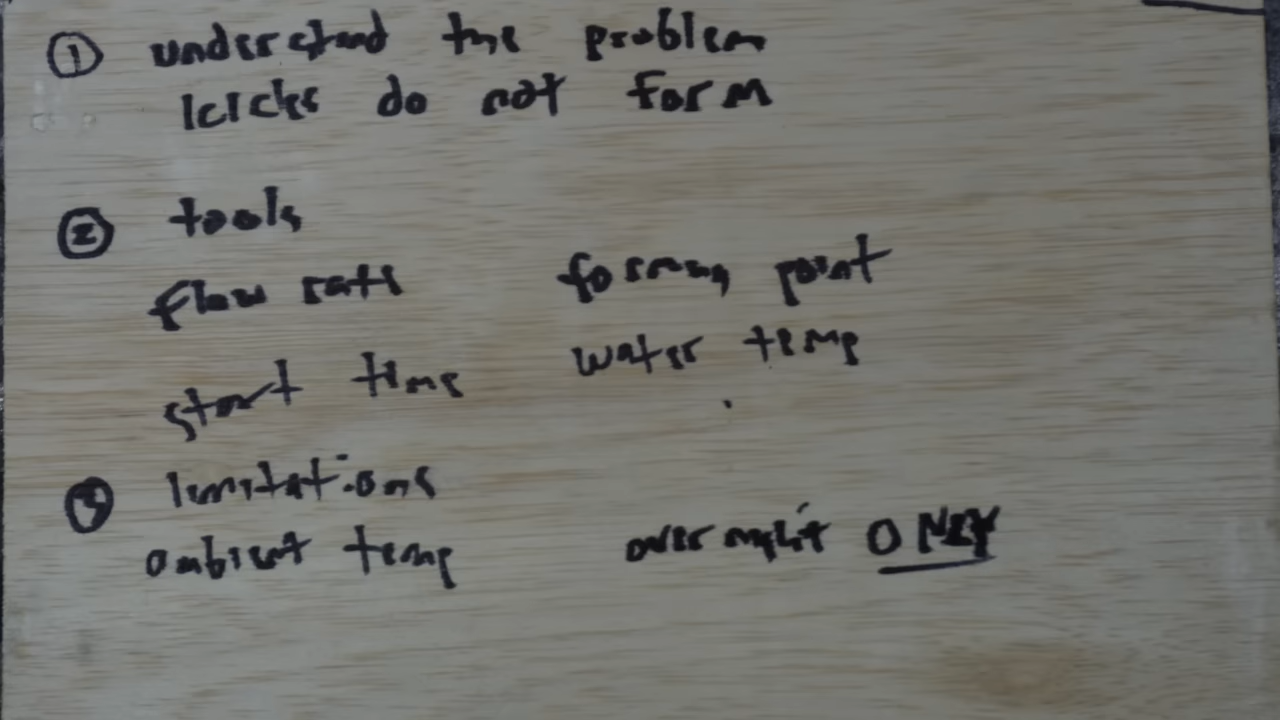 ① understand the problem
Icicles do not form
② tools
flow rate forming point
start time water temp
③ limitations
ambient temp overnight ONLY